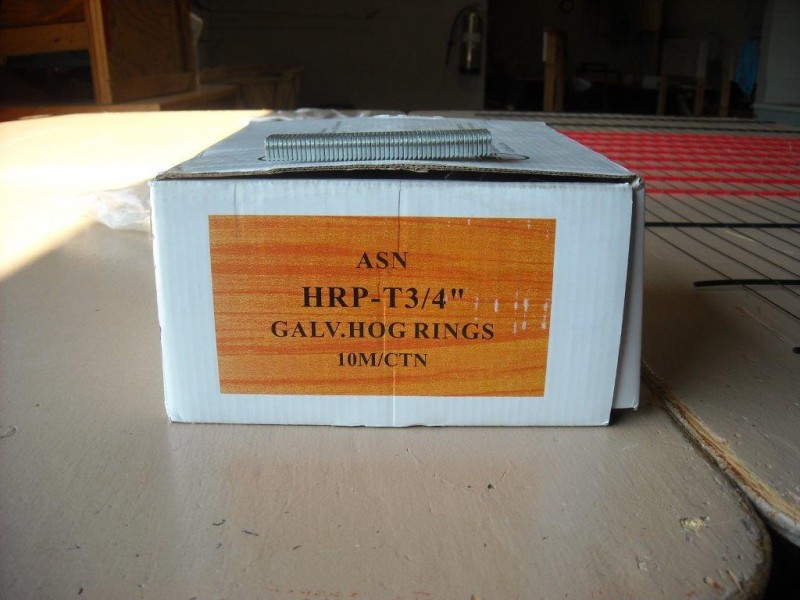 ASN
HRP-T3/4"
GALV.HOG RINGS
10M/CTN